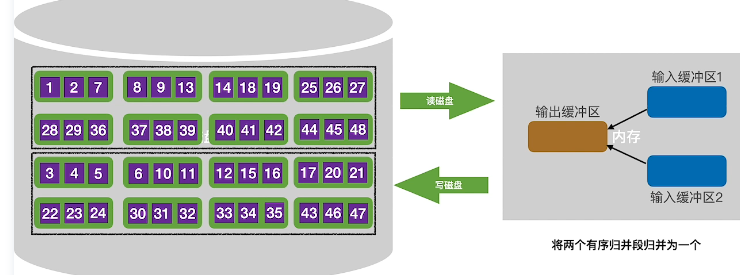 1 2 7 8 9 13 14 18 19 25 26 27
28 29 36 37 38 39 40 41 42 44 45 48
3 4 5 6 10 11 12 15 16 17 20 21
22 23 24 30 31 32 33 34 35 43 46 47
读磁盘
写磁盘
输入缓冲区1
输出缓冲区
内存
输入缓冲区2
将两个有序归并段归并为一个